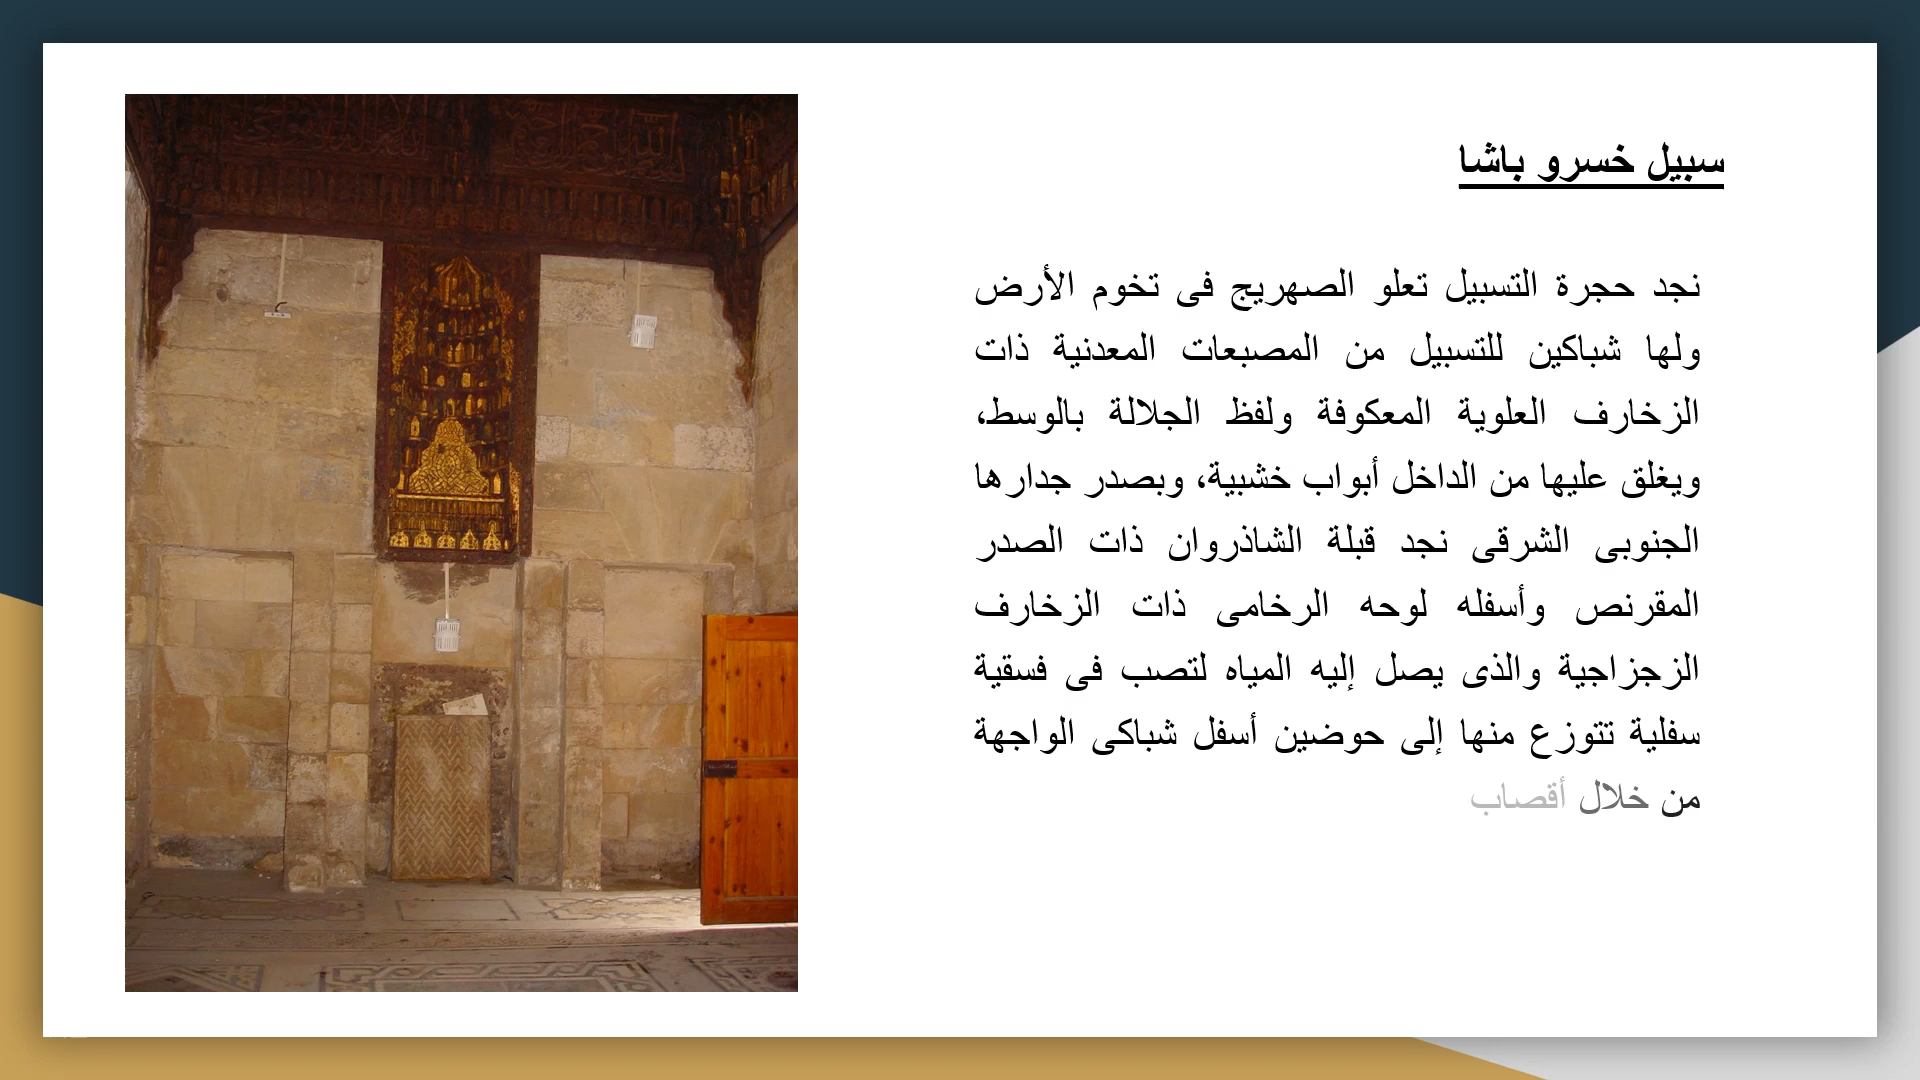 سبيل خسرو باشا
نجد حجرة التسبيل تعلو الصهريج فى تخوم الأرض
ولها شباكين للتسبيل من المصبعات المعدنية ذات
الزخارف العلوية المعكوفة ولفظ الجلالة بالوسط،
ويغلق عليها من الداخل أبواب خشبية، وبصدر جدارها
الجنوبى الشرقى نجد قبلة الشاذروان ذات الصدر
المقرنص وأسفله لوحه الرخامى ذات الزخارف
الزجزاجية والذى يصل إليه المياه لتصب فى فسقية
سفلية تتوزع منها إلى حوضين أسفل شباكى الواجهة
من خلال أقصاب